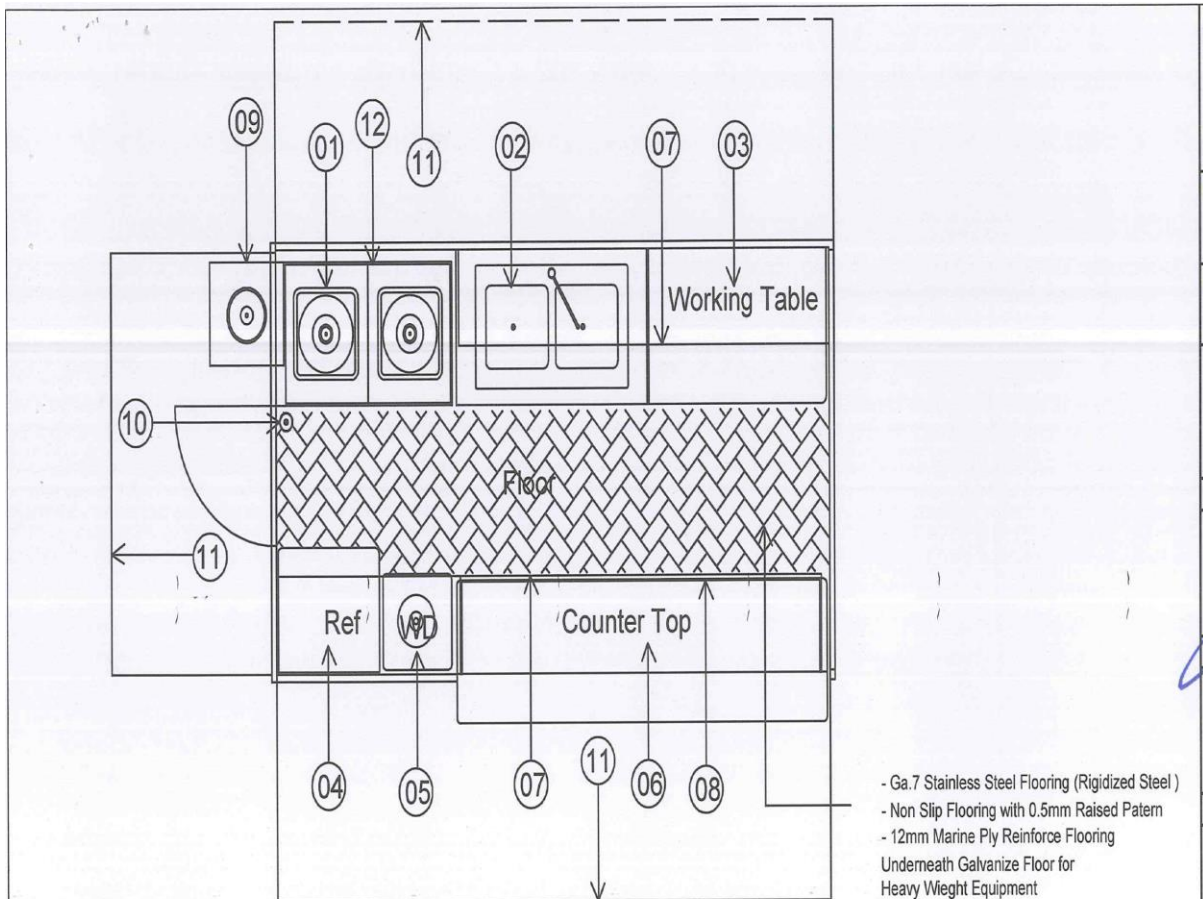 09
01
12
11
02
07
03
Working Table
10
Floor
11
Ref
WD
Counter Top
04
05
07
11
06
08
- Ga.7 Stainless Steel Flooring (Rigidized Steel )
- Non Slip Flooring with 0.5mm Raised Patern
- 12mm Marine Ply Reinforce Flooring
Underneath Galvanize Floor for
Heavy Wieght Equipment